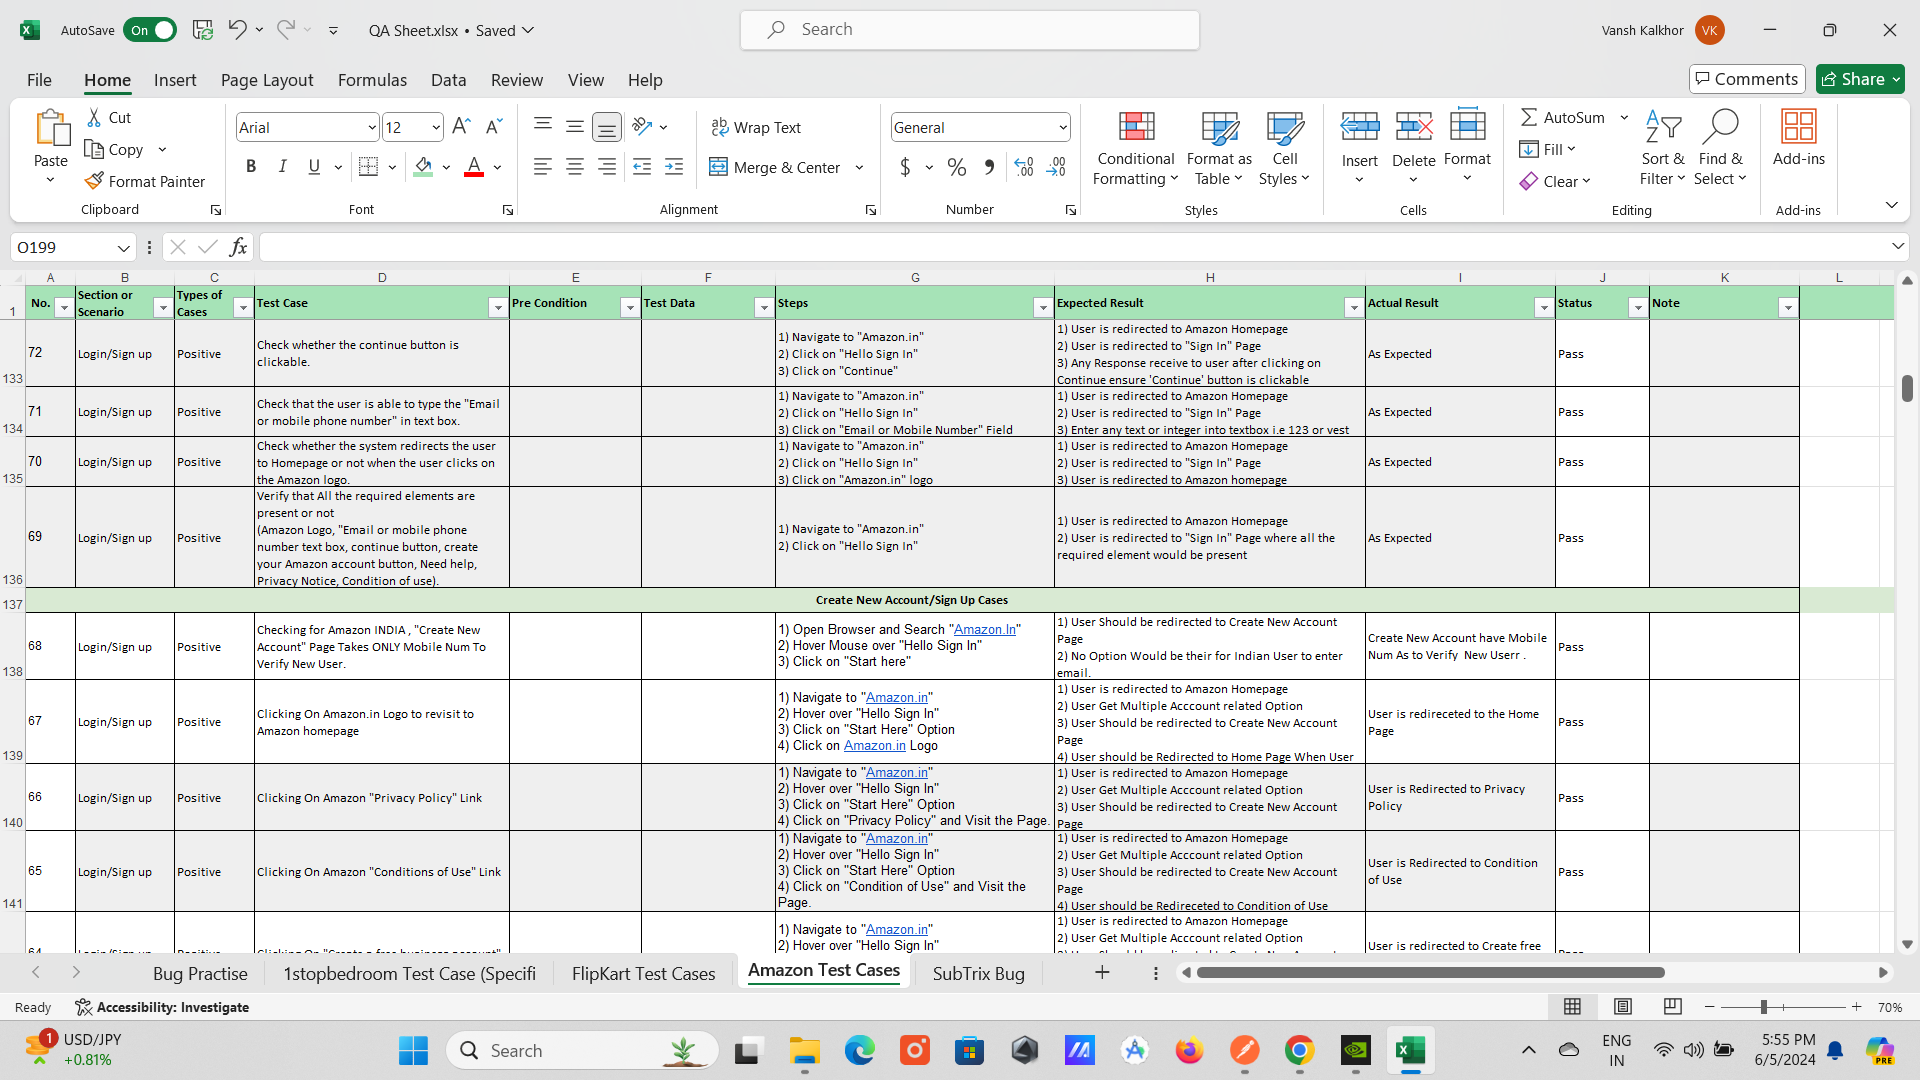 AutoSave On QA Sheet.xlsx • Saved Search Vansh Kalkhor VK
File Home Insert Page Layout Formulas Data Review View Help Comments Share
Paste Cut Copy Format Painter Clipboard
Arial 12 B I U A Font
Wrap Text Merge & Center Alignment
General $ % Number
Conditional Formatting Format as Table Cell Styles Styles
Insert Delete Format Cells
AutoSum Fill Clear Sort & Filter Find & Select Editing
Add-ins Add-ins
O199 fx
A B C D E F G H I J K L
1 No. Section or Scenario Types of Cases Test Case Pre Condition Test Data Steps Expected Result Actual Result Status Note
133
72 Login/Sign up Positive
Check whether the continue button is
clickable.
1) Navigate to "Amazon.in"
2) Click on "Hello Sign In"
3) Click on "Continue"
1) User is redirected to Amazon Homepage
2) User is redirected to "Sign In" Page
3) Any Response receive to user after clicking on
Continue ensure 'Continue' button is clickable
As Expected Pass
134
71 Login/Sign up Positive
Check that the user is able to type the "Email
or mobile phone number" in text box.
1) Navigate to "Amazon.in"
2) Click on "Hello Sign In"
3) Click on "Email or Mobile Number" Field
1) User is redirected to Amazon Homepage
2) User is redirected to "Sign In" Page
3) Enter any text or integer into textbox i.e 123 or vest
As Expected Pass
135
70 Login/Sign up Positive
Check whether the system redirects the user
to Homepage or not when the user clicks on
the Amazon logo.
1) Navigate to "Amazon.in"
2) Click on "Hello Sign In"
3) Click on "Amazon.in" logo
1) User is redirected to Amazon Homepage
2) User is redirected to "Sign In" Page
3) User is redirected to Amazon homepage
As Expected Pass
136
69 Login/Sign up Positive
Verify that All the required elements are
present or not
(Amazon Logo, "Email or mobile phone
number text box, continue button, create
your Amazon account button, Need help,
Privacy Notice, Condition of use).
1) Navigate to "Amazon.in"
2) Click on "Hello Sign In"
1) User is redirected to Amazon Homepage
2) User is redirected to "Sign In" Page where all the
required element would be present
As Expected Pass
137 Create New Account/Sign Up Cases
138
68 Login/Sign up Positive
Checking for Amazon INDIA , "Create New
Account" Page Takes ONLY Mobile Num To
Verify New User.
1) Open Browser and Search "Amazon.In"
2) Hover Mouse over "Hello Sign In"
3) Click on "Start here"
1) User Should be redirected to Create New Account
Page
2) No Option Would be their for Indian User to enter
email.
Create New Account have Mobile
Num As to Verify New Userr .
Pass
139
67 Login/Sign up Positive
Clicking On Amazon.in Logo to revisit to
Amazon homepage
1) Navigate to "Amazon.in"
2) Hover over "Hello Sign In"
3) Click on "Start Here" Option
4) Click on Amazon.in Logo
1) User is redirected to Amazon Homepage
2) User Get Multiple Acccount related Option
3) User Should be redirected to Create New Account
Page
4) User should be Redirected to Home Page When User
User is redireceted to the Home
Page
Pass
140
66 Login/Sign up Positive
Clicking On Amazon "Privacy Policy" Link
1) Navigate to "Amazon.in"
2) Hover over "Hello Sign In"
3) Click on "Start Here" Option
4) Click on "Privacy Policy" and Visit the Page.
1) User is redirected to Amazon Homepage
2) User Get Multiple Acccount related Option
3) User Should be redirected to Create New Account
Page
User is Redirected to Privacy
Policy
Pass
141
65 Login/Sign up Positive
Clicking On Amazon "Conditions of Use" Link
1) Navigate to "Amazon.in"
2) Hover over "Hello Sign In"
3) Click on "Start Here" Option
4) Click on "Condition of Use" and Visit the
Page.
1) User is redirected to Amazon Homepage
2) User Get Multiple Acccount related Option
3) User Should be redirected to Create New Account
Page
4) User should be Redireceted to Condition of Use
User is Redirected to Condition
of Use
Pass
64 Login/Sign up Positive
Clicking On "Create a free business account"
1) Navigate to "Amazon.in"
2) Hover over "Hello Sign In"
1) User is redirected to Amazon Homepage
2) User Get Multiple Acccount related Option
User is redirected to Create free
Pass
Bug Practise 1stopbedroom Test Case (Specifi FlipKart Test Cases Amazon Test Cases SubTrix Bug
Ready Accessibility: Investigate 70%
1 USD/JPY +0.81% Search ENG IN 5:55 PM 6/5/2024 PRE